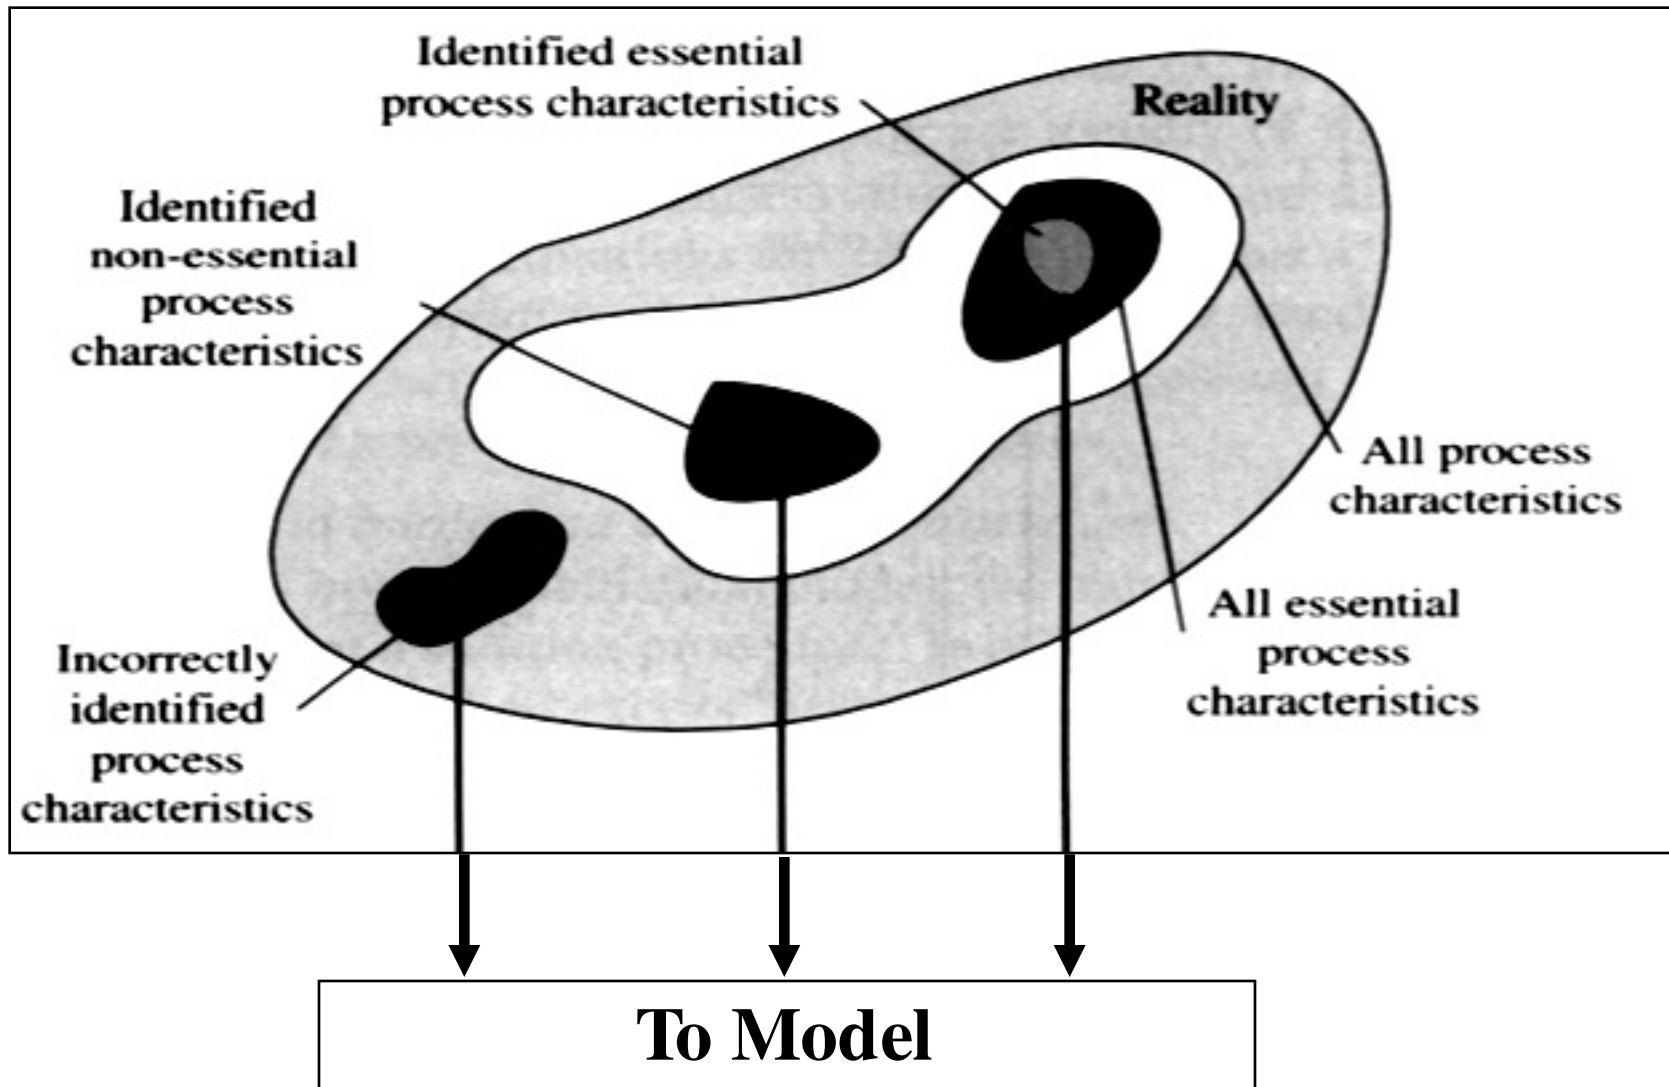 Identified essential
process characteristics
Reality
Identified
non-essential
process
characteristics
All process
characteristics
All essential
process
characteristics
Incorrectly
identified
process
characteristics
To Model